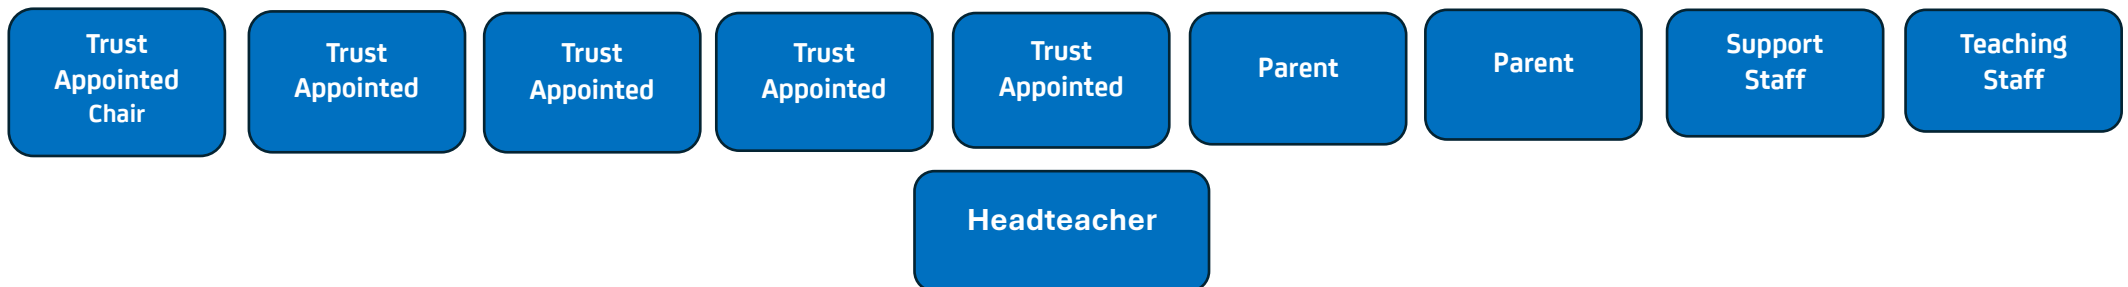 Trust
Appointed
Chair
Trust
Appointed
Trust
Appointed
Trust
Appointed
Trust
Appointed
Parent
Parent
Support
Staff
Teaching
Staff
Headteacher